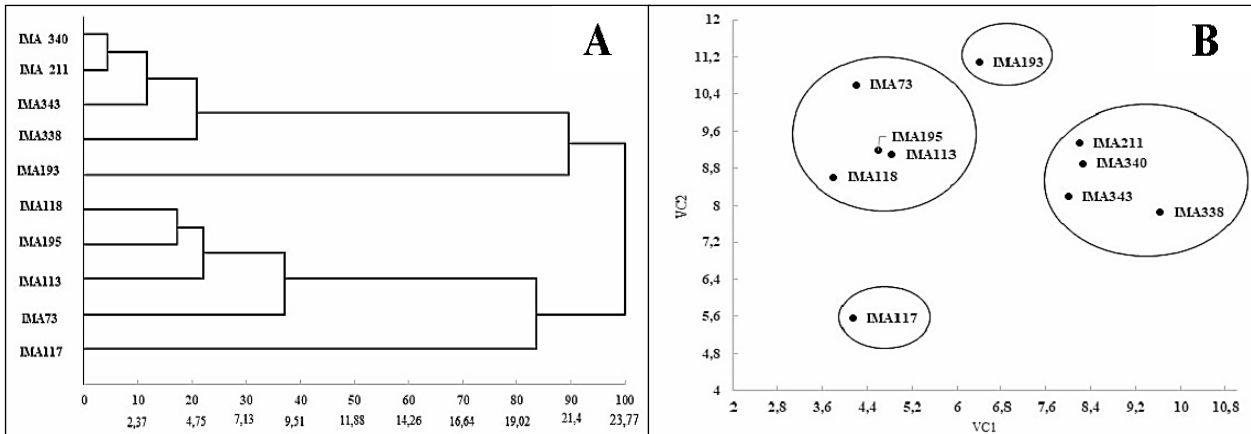 A
IMA 340
IMA 211
IMA343
IMA338
IMA193
IMA118
IMA195
IMA113
IMA73
IMA117
0 10 20 30 40 50 60 70 80 90 100
2,37 4,75 7,13 9,51 11,88 14,26 16,64 19,02 21,4 23,77
B
12
11,2
10,4
9,6
8,8
8
7,2
6,4
5,6
4,8
4
VC2
IMA193
IMA73
IMA195
IMA113
IMA118
IMA211
IMA340
IMA343
IMA338
IMA117
2 2,8 3,6 4,4 5,2 6 6,8 7,6 8,4 9,2 10 10,8
VC1